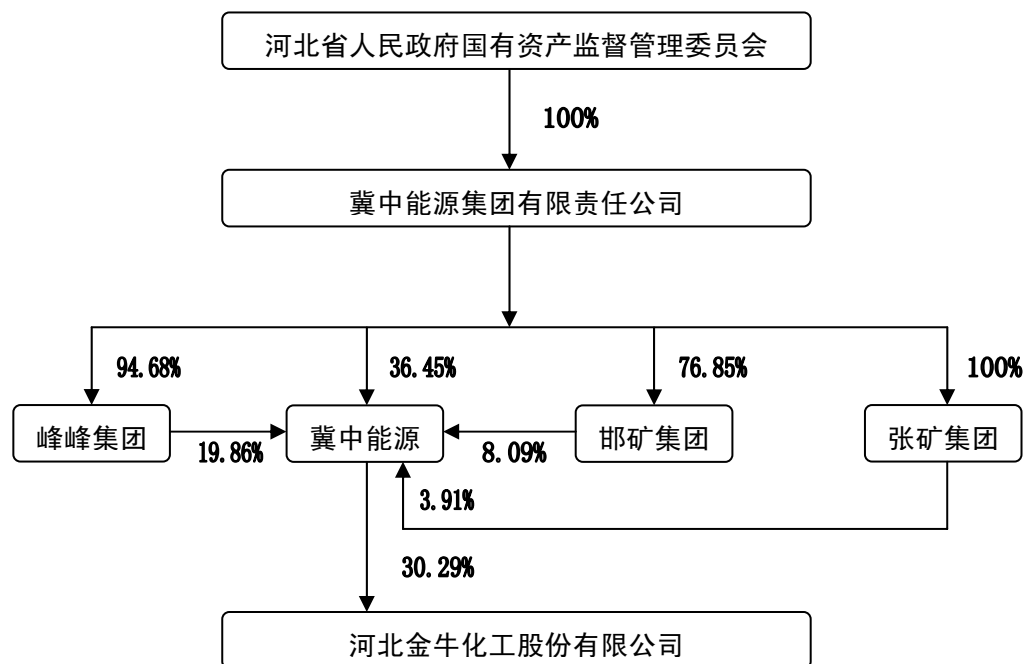 河北省人民政府国有资产监督管理委员会
100%
冀中能源集团有限责任公司
94.68%
36.45%
76.85%
100%
峰峰集团
19.86%
冀中能源
8.09%
邯矿集团
张矿集团
3.91%
30.29%
河北金牛化工股份有限公司